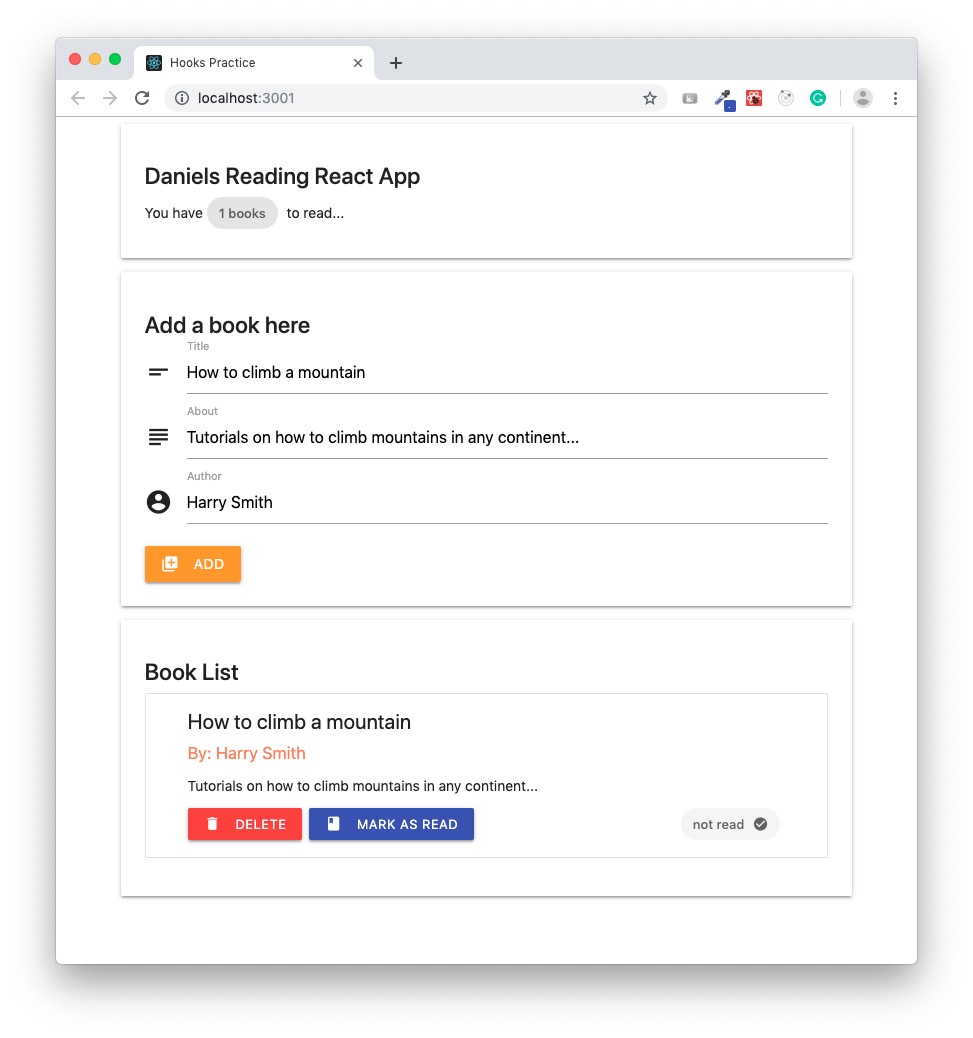 Hooks Practice
localhost:3001
Daniels Reading React App
You have 1 books to read...
Add a book here
Title
How to climb a mountain
About
Tutorials on how to climb mountains in any continent...
Author
Harry Smith
ADD
Book List
How to climb a mountain
By: Harry Smith
Tutorials on how to climb mountains in any continent...
DELETE MARK AS READ not read